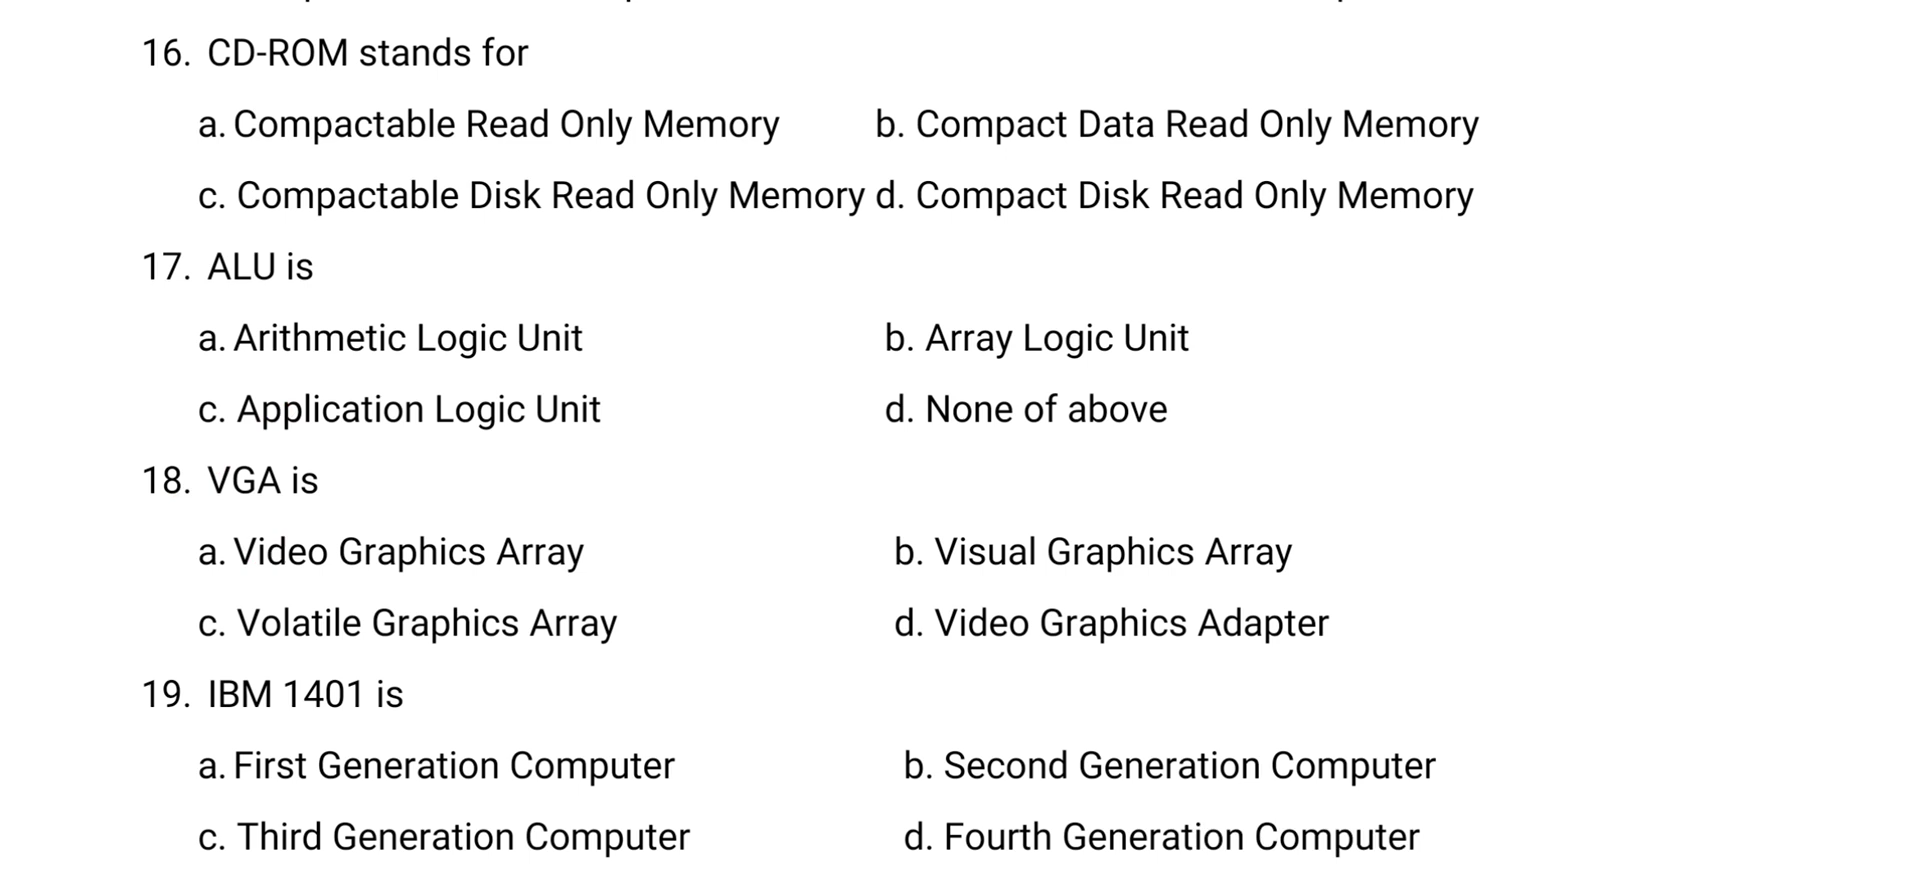 16. CD-ROM stands for
a. Compactable Read Only Memory b. Compact Data Read Only Memory
c. Compactable Disk Read Only Memory d. Compact Disk Read Only Memory
17. ALU is
a. Arithmetic Logic Unit b. Array Logic Unit
c. Application Logic Unit d. None of above
18. VGA is
a. Video Graphics Array b. Visual Graphics Array
c. Volatile Graphics Array d. Video Graphics Adapter
19. IBM 1401 is
a. First Generation Computer b. Second Generation Computer
c. Third Generation Computer d. Fourth Generation Computer